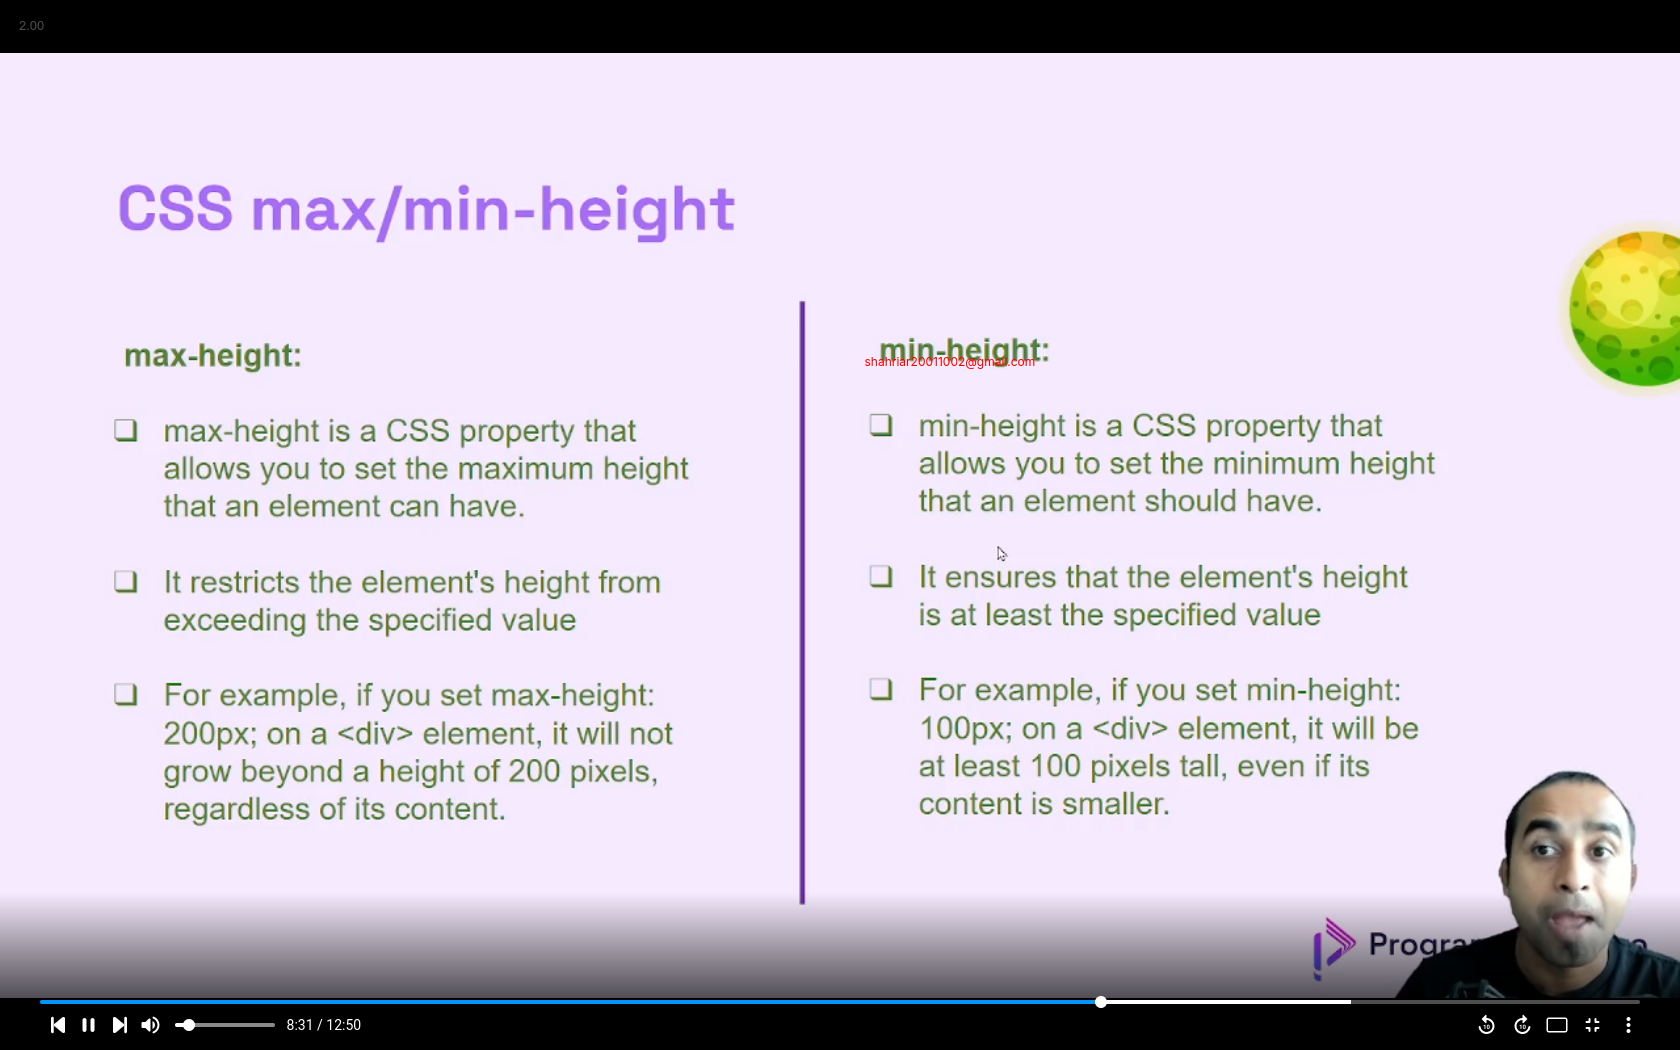 2.00
CSS max/min-height
max-height:
❏ max-height is a CSS property that
allows you to set the maximum height
that an element can have.
❏ It restricts the element's height from
exceeding the specified value
❏ For example, if you set max-height:
200px; on a <div> element, it will not
grow beyond a height of 200 pixels,
regardless of its content.
min-height:
shahriar20011002@gmail.com
❏ min-height is a CSS property that
allows you to set the minimum height
that an element should have.
❏ It ensures that the element's height
is at least the specified value
❏ For example, if you set min-height:
100px; on a <div> element, it will be
at least 100 pixels tall, even if its
content is smaller.
8:31 / 12:50
10
10